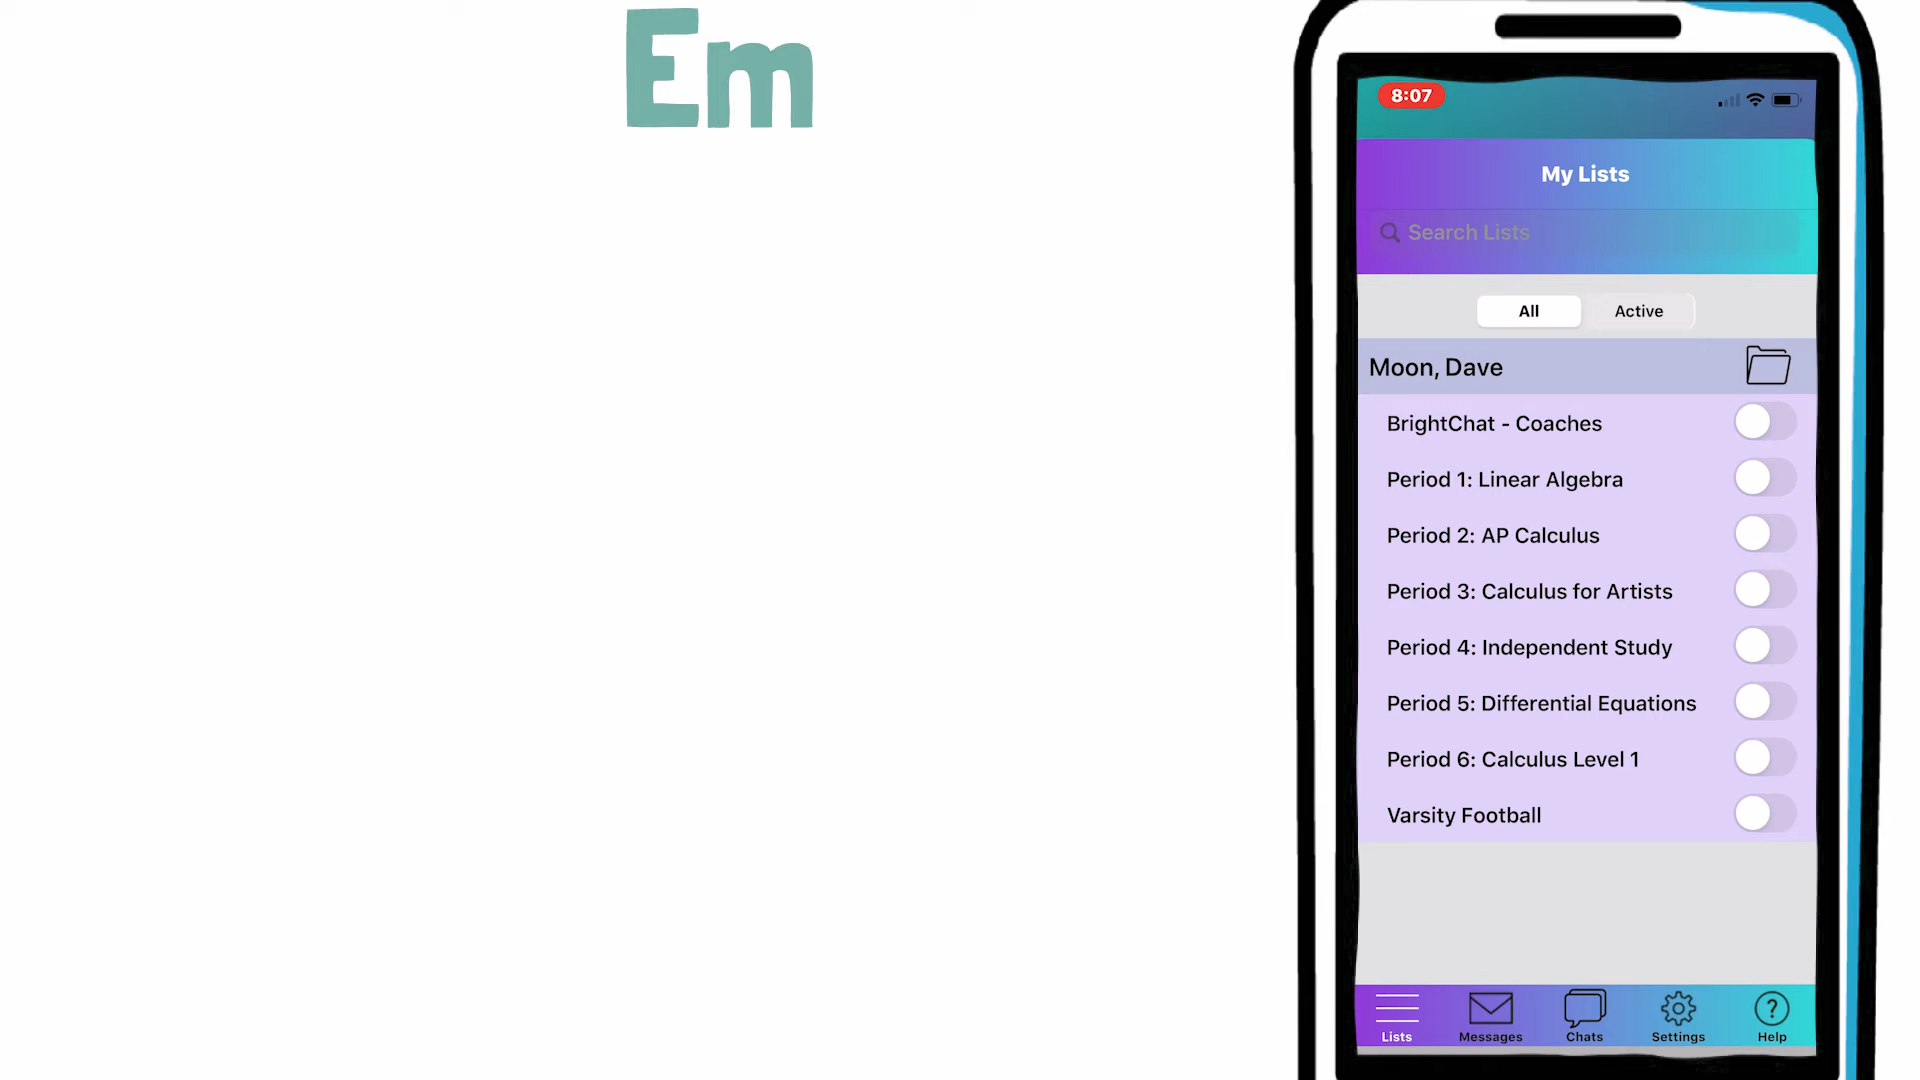 Em
8:07
My Lists
Search Lists
All
Active
Moon, Dave
BrightChat - Coaches
Period 1: Linear Algebra
Period 2: AP Calculus
Period 3: Calculus for Artists
Period 4: Independent Study
Period 5: Differential Equations
Period 6: Calculus Level 1
Varsity Football
Lists
Messages
Chats
Settings
Help